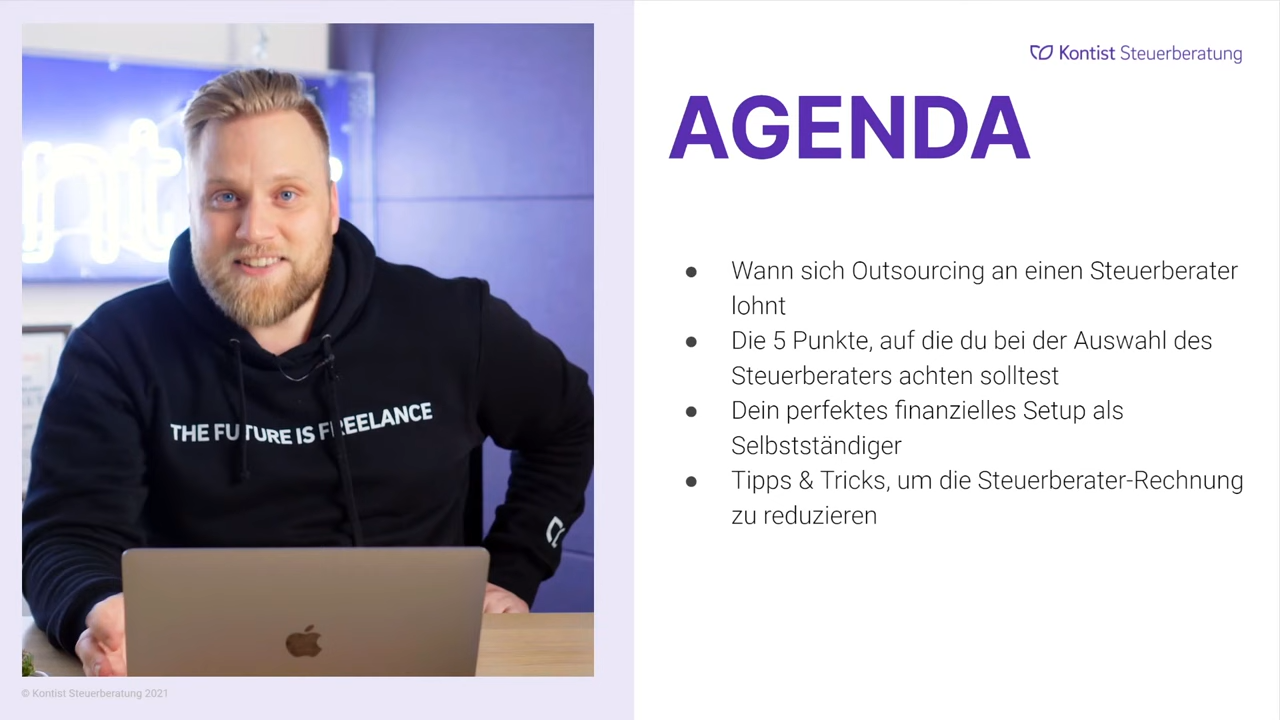 Kontist Steuerberatung
AGENDA
● Wann sich Outsourcing an einen Steuerberater
lohnt
● Die 5 Punkte, auf die du bei der Auswahl des
Steuerberaters achten solltest
● Dein perfektes finanzielles Setup als
Selbstständiger
● Tipps & Tricks, um die Steuerberater-Rechnung
zu reduzieren
THE FUTURE IS FREELANCE
© Kontist Steuerberatung 2021